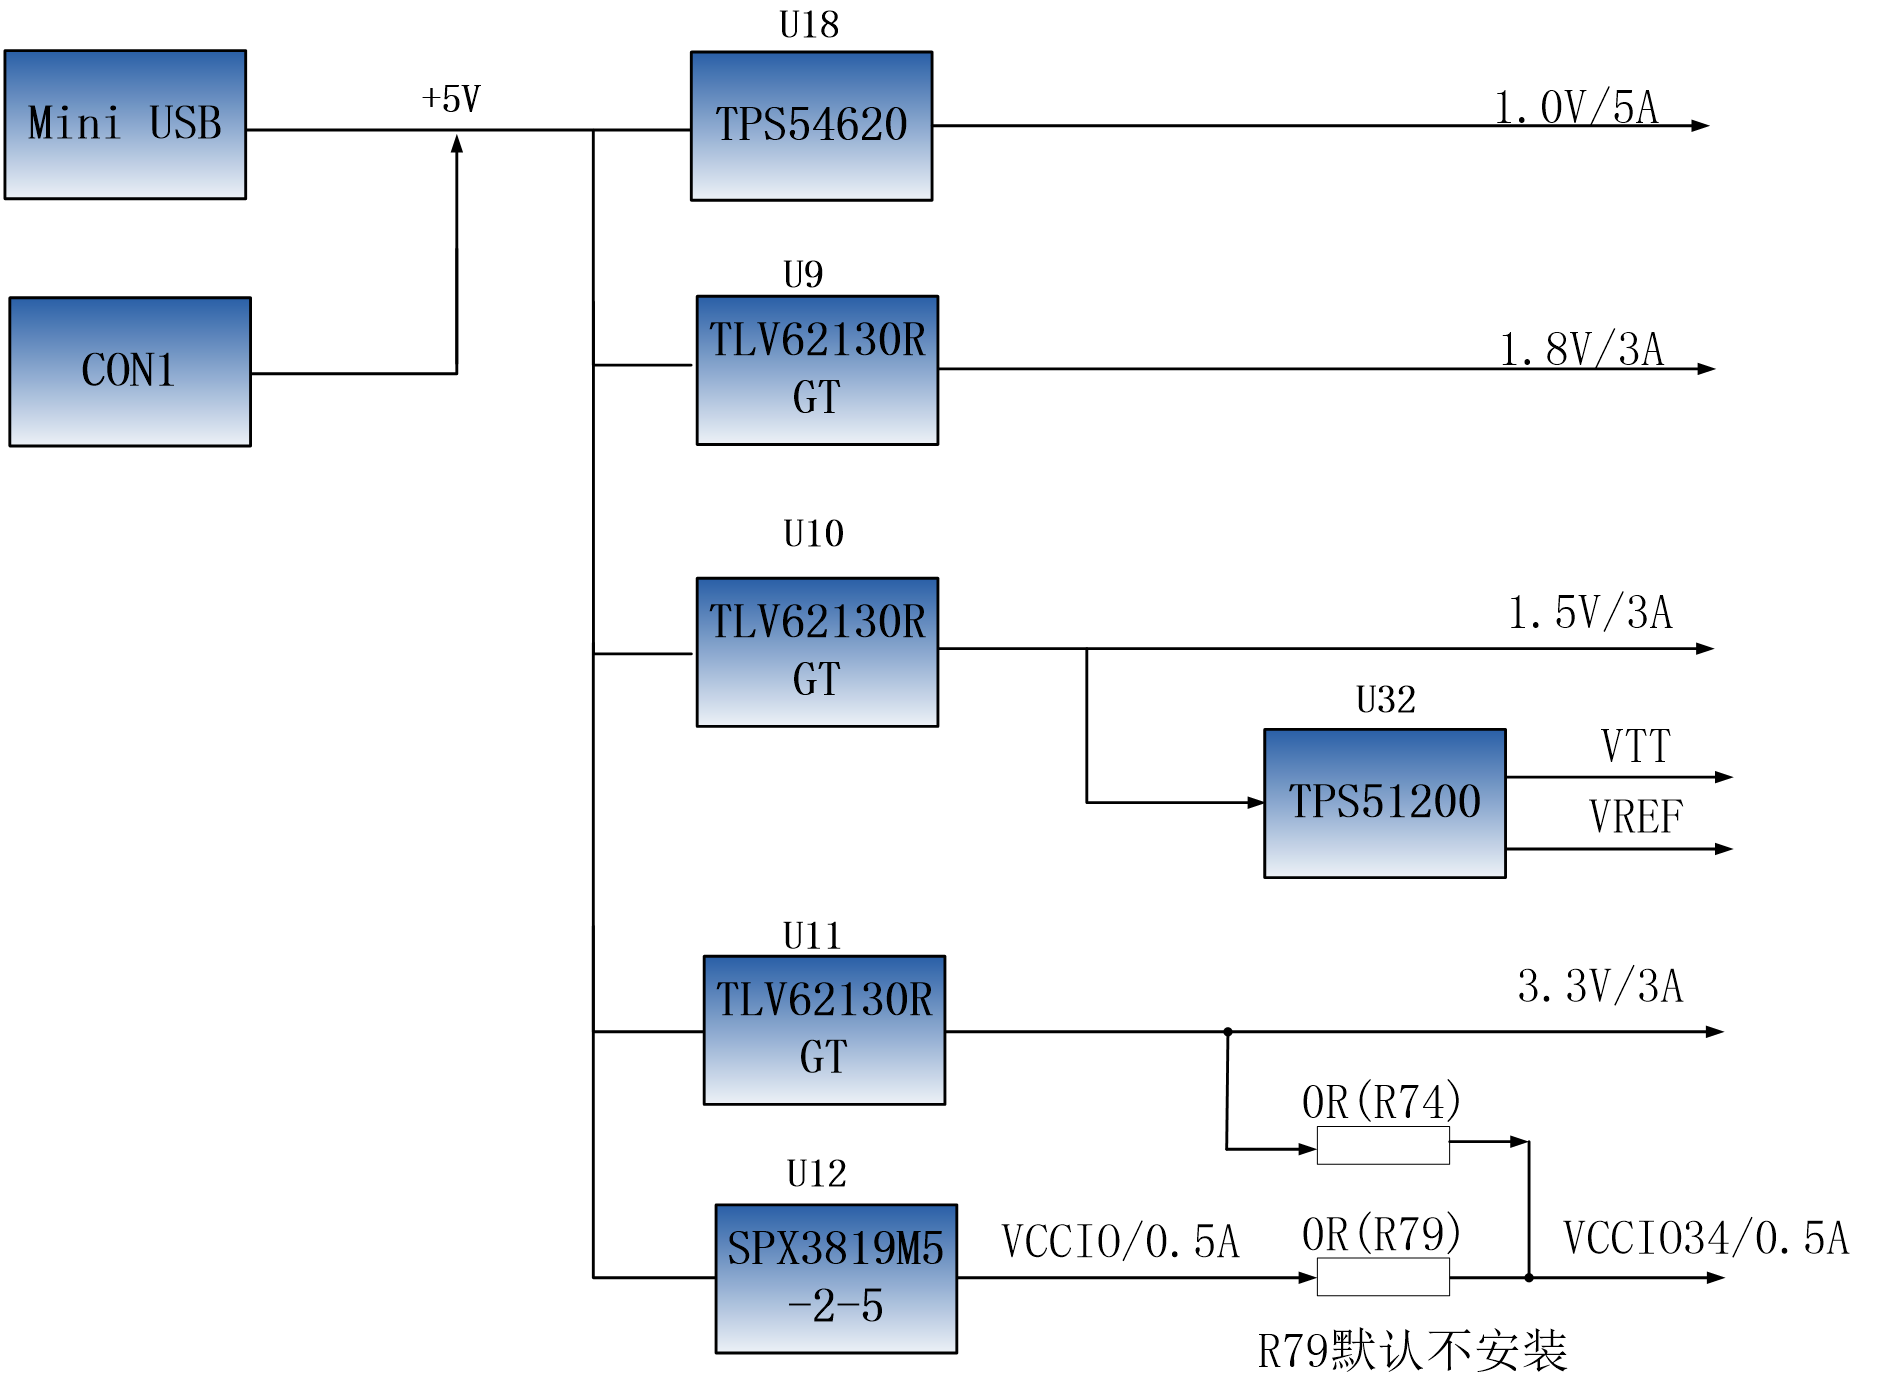 U18
Mini USB
+5V
TPS54620
1.0V/5A
U9
CON1
TLV62130R
GT
1.8V/3A
U10
TLV62130R
GT
1.5V/3A
U32
TPS51200
VTT
VREF
U11
TLV62130R
GT
3.3V/3A
0R(R74)
U12
SPX3819M5
-2-5
VCCIO/0.5A
0R(R79)
VCCIO34/0.5A
R79默认不安装